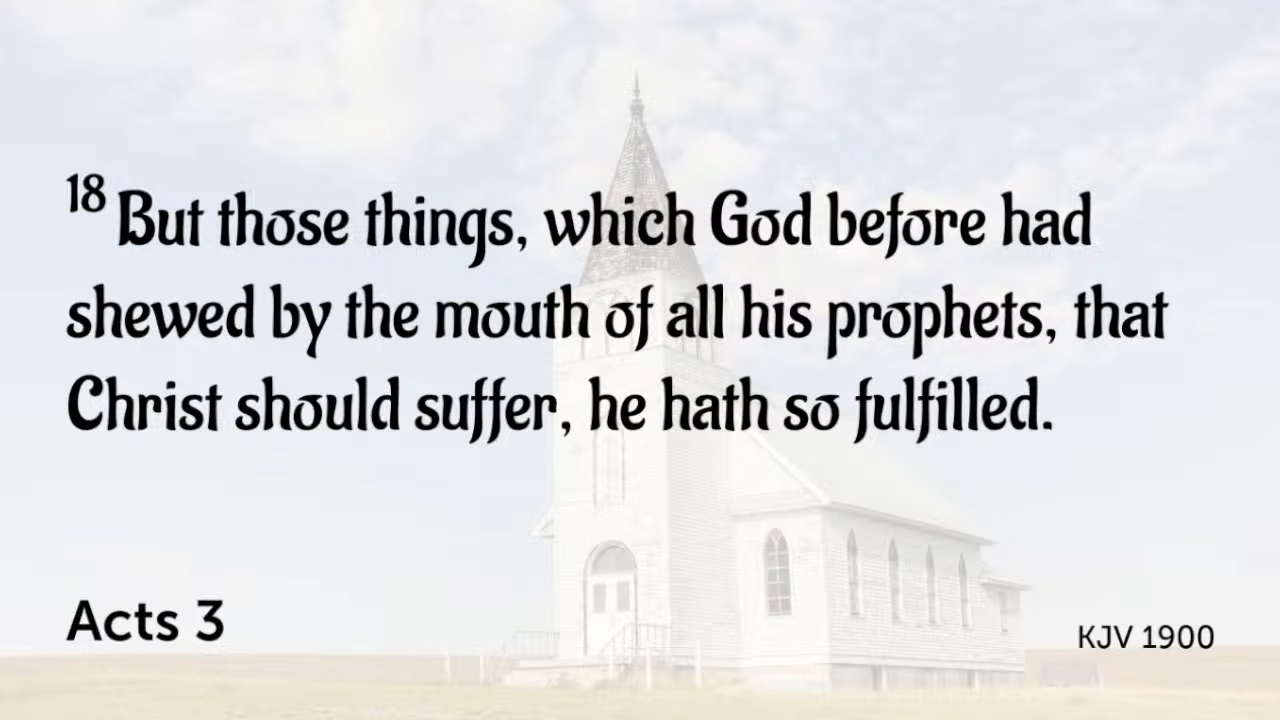 18 But those things, which God before had
shewed by the mouth of all his prophets, that
Christ should suffer, he hath so fulfilled.
Acts 3
KJV 1900